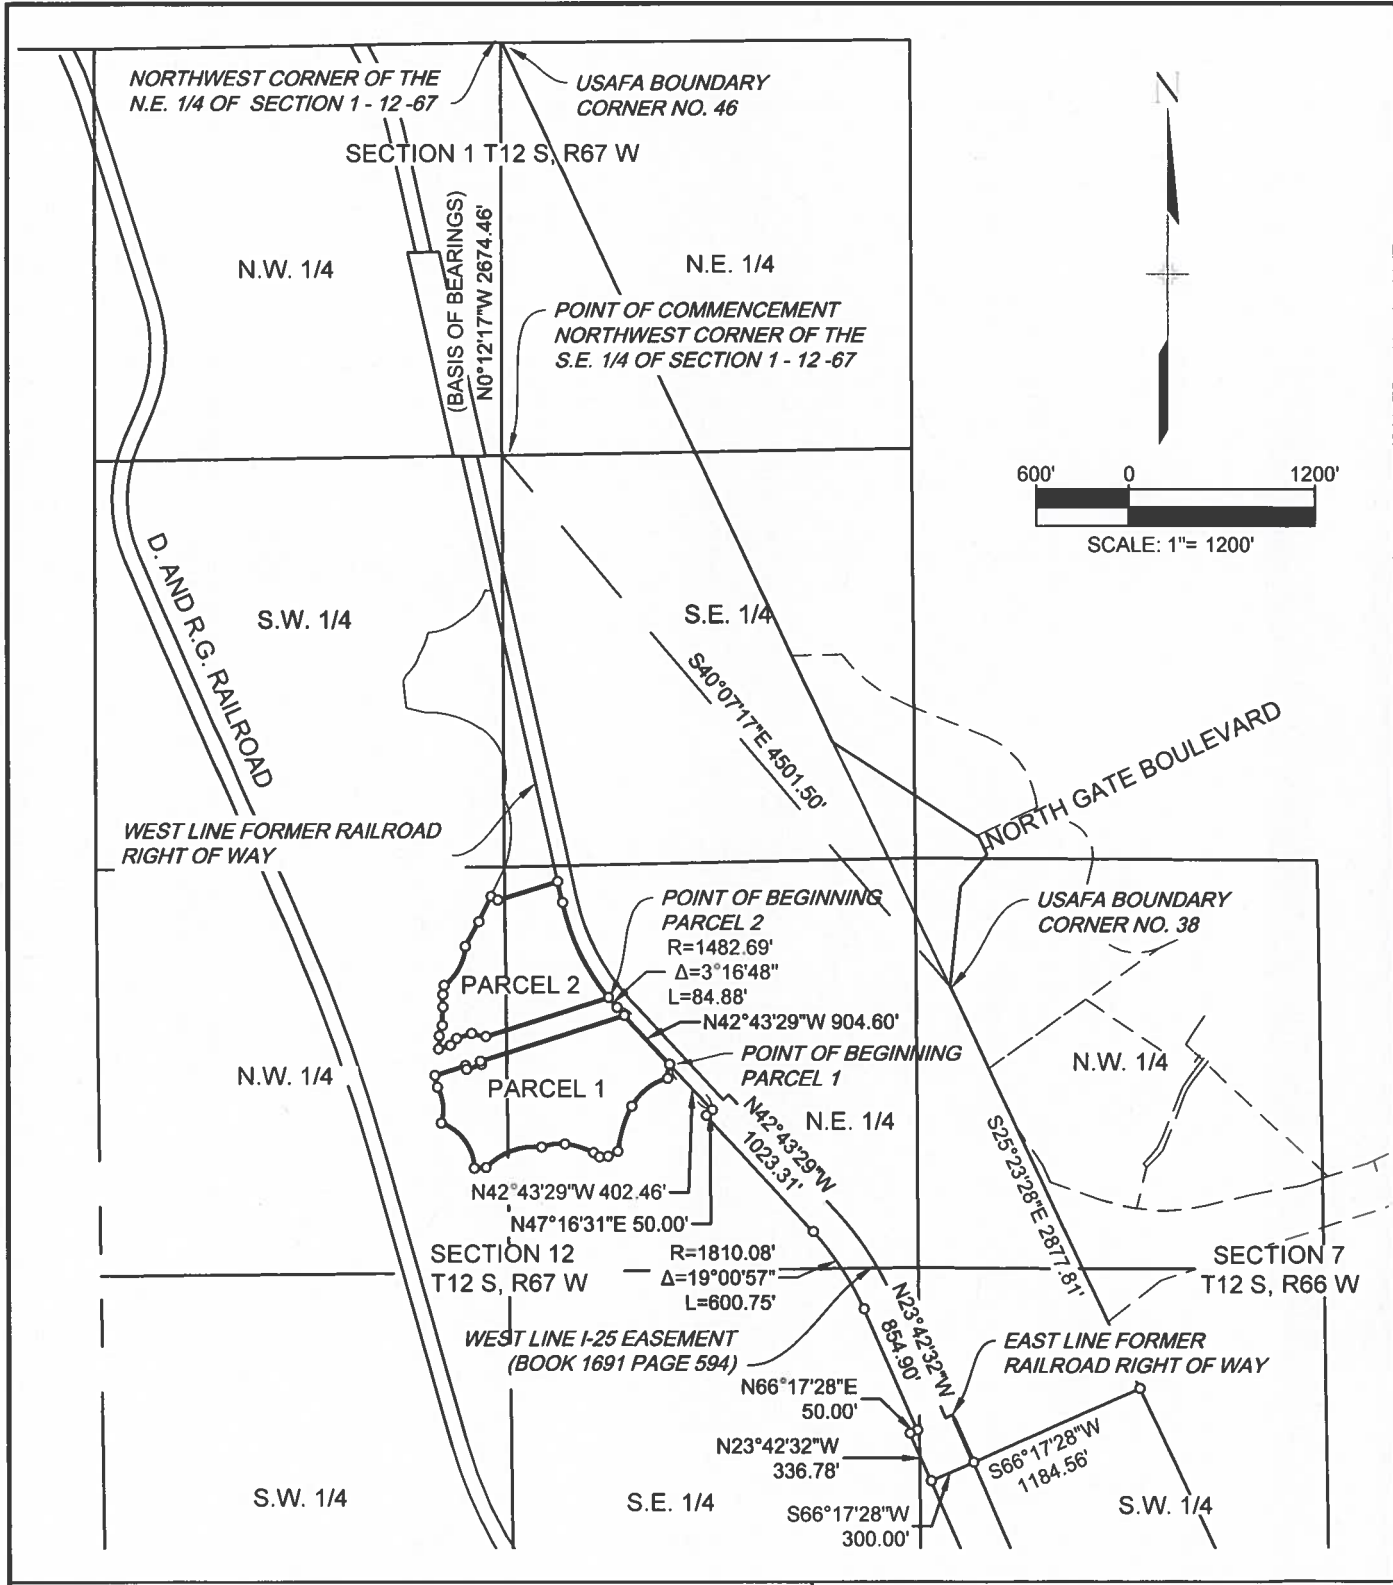 NORTHWEST CORNER OF THE
N.E. 1/4 OF SECTION 1 - 12 -67
USAFA BOUNDARY
CORNER NO. 46
N
SECTION 1 T12 S, R67 W
(BASIS OF BEARINGS)
N0°12'17"W 2674.46'
N.W. 1/4
N.E. 1/4
POINT OF COMMENCEMENT
NORTHWEST CORNER OF THE
S.E. 1/4 OF SECTION 1 - 12 -67
600' 0 1200'
SCALE: 1"= 1200'
D. AND R.G. RAILROAD
S.W. 1/4
S.E. 1/4
S40°07'17"E 4501.50'
NORTH GATE BOULEVARD
WEST LINE FORMER RAILROAD
RIGHT OF WAY
POINT OF BEGINNING
PARCEL 2
R=1482.69'
Δ=3°16'48"
L=84.88'
N42°43'29"W 904.60'
USAFA BOUNDARY
CORNER NO. 38
PARCEL 2
POINT OF BEGINNING
PARCEL 1
N.W. 1/4
PARCEL 1
N.E. 1/4
N.W. 1/4
N42°43'29"W
1023.31'
S25°23'28"E 2877.81'
N42°43'29"W 402.46'
N47°16'31"E 50.00'
SECTION 12
T12 S, R67 W
R=1810.08'
Δ=19°00'57"
L=600.75'
SECTION 7
T12 S, R66 W
N23°42'32"W
854.90'
WEST LINE I-25 EASEMENT
(BOOK 1691 PAGE 594)
EAST LINE FORMER
RAILROAD RIGHT OF WAY
N66°17'28"E
50.00'
N23°42'32"W
336.78'
S66°17'28"W
1184.56'
S66°17'28"W
300.00'
S.W. 1/4
S.E. 1/4
S.W. 1/4